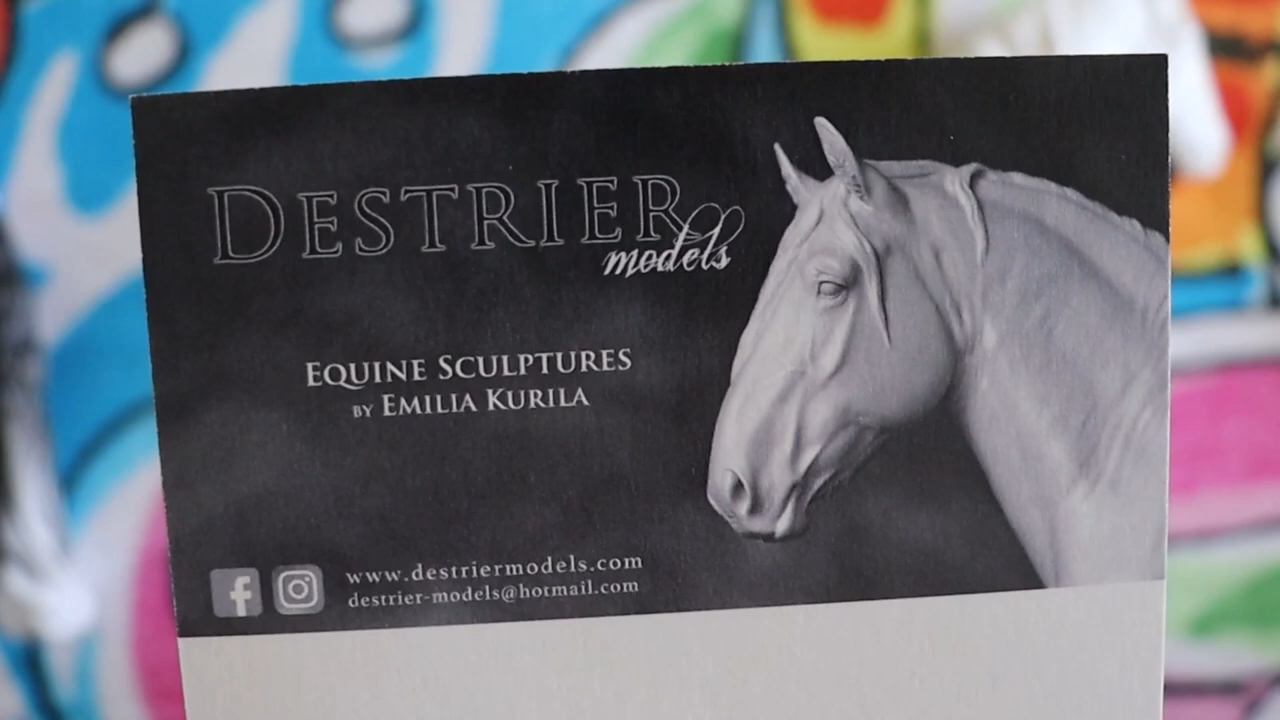 DESTRIER
models
EQUINE SCULPTURES
BY EMILIA KURILA
www.destriermodels.com
destrier-models@hotmail.com